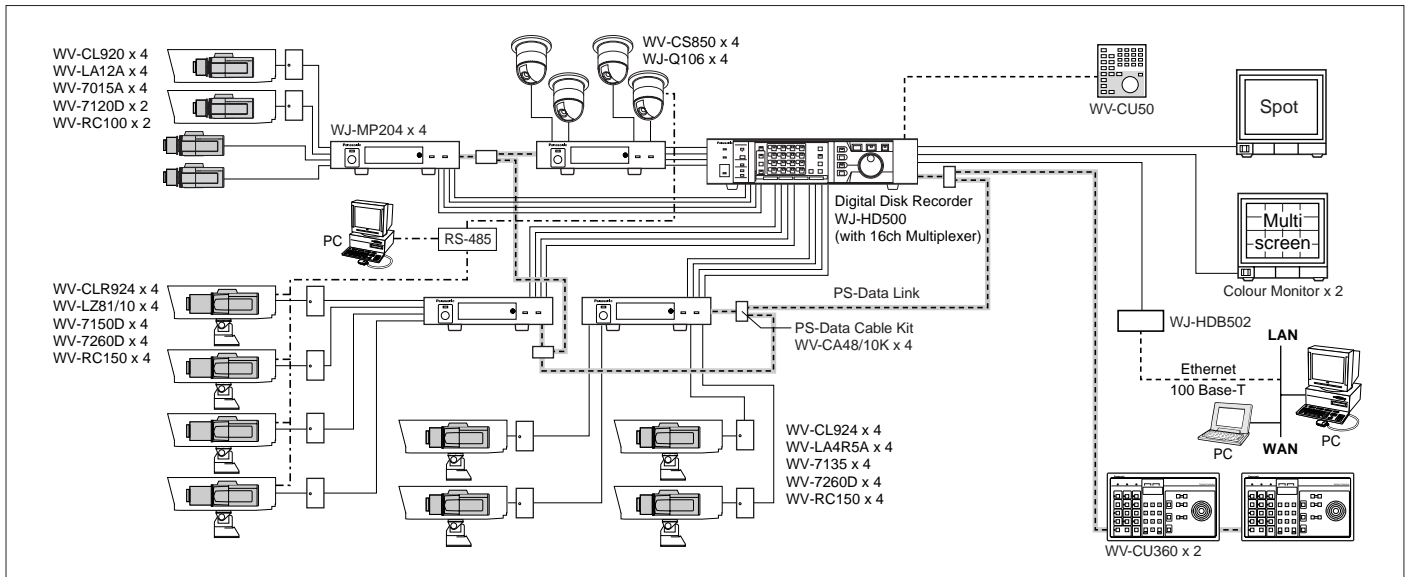 WV-CL920 x 4
WV-LA12A x 4
WV-7015A x 4
WV-7120D x 2
WV-RC100 x 2
WJ-MP204 x 4
WV-CS850 x 4
WJ-Q106 x 4
WV-CU50
Spot
Panasonic
Panasonic
Digital Disk Recorder
WJ-HD500
(with 16ch Multiplexer)
PC
RS-485
Multi
screen
Colour Monitor x 2
WV-CLR924 x 4
WV-LZ81/10 x 4
WV-7150D x 4
WV-7260D x 4
WV-RC150 x 4
Panasonic
Panasonic
PS-Data Link
PS-Data Cable Kit
WV-CA48/10K x 4
WJ-HDB502
LAN
Ethernet
100 Base-T
PC
PC
WAN
WV-CL924 x 4
WV-LA4R5A x 4
WV-7135 x 4
WV-7260D x 4
WV-RC150 x 4
WV-CU360 x 2